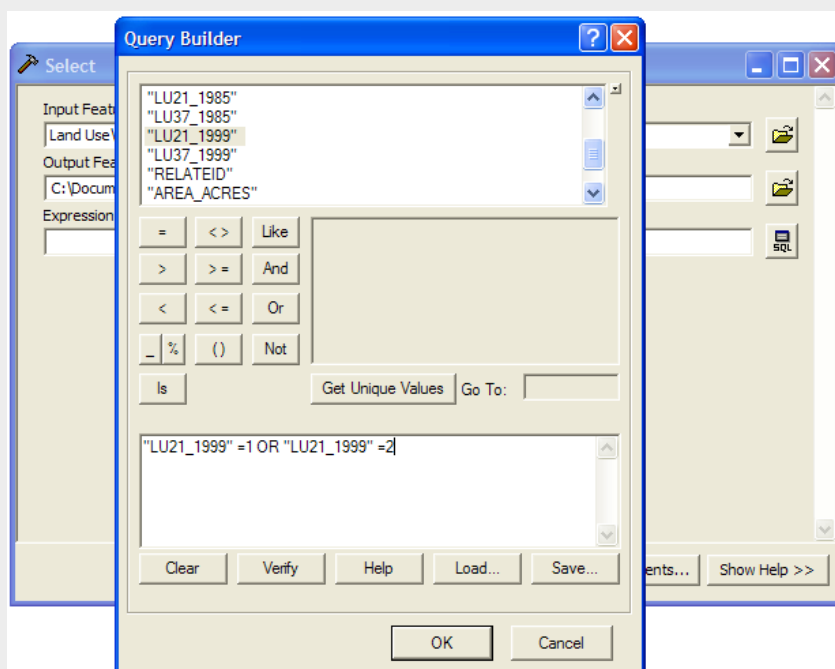 Query Builder
Select
"LU21_1985"
"LU37_1985"
"LU21_1999"
"LU37_1999"
"RELATEID"
"AREA_ACRES"
Input Featu
Land Use\
Output Fea
C:\Docum
Expression
SQL
= <> Like
> >= And
< <= Or
_ % () Not
Is
Get Unique Values Go To:
"LU21_1999" =1 OR "LU21_1999" =2
Clear Verify Help Load... Save...
ents... Show Help >>
OK Cancel